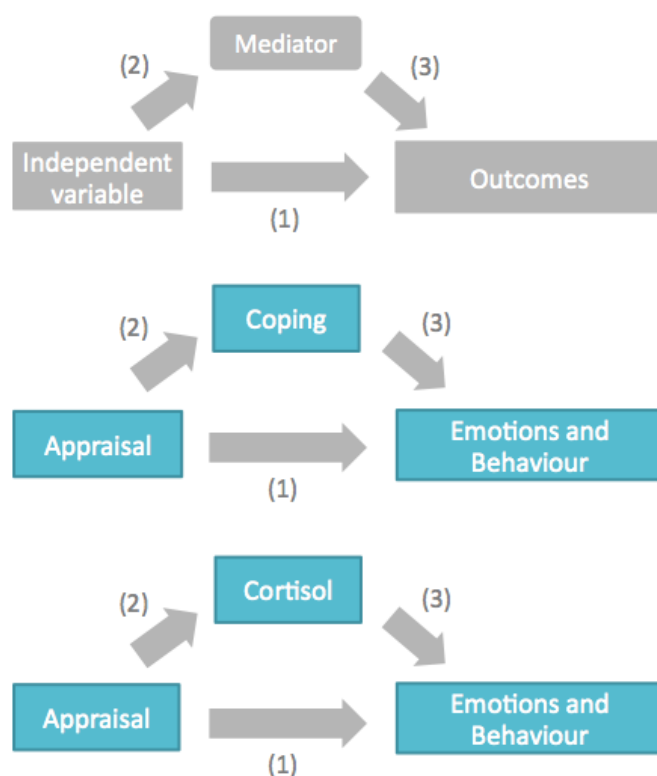 Mediator
(2)
(3)
Independent
variable
Outcomes
(1)
Coping
(2)
(3)
Appraisal
Emotions and
Behaviour
(1)
Cortisol
(2)
(3)
Appraisal
Emotions and
Behaviour
(1)